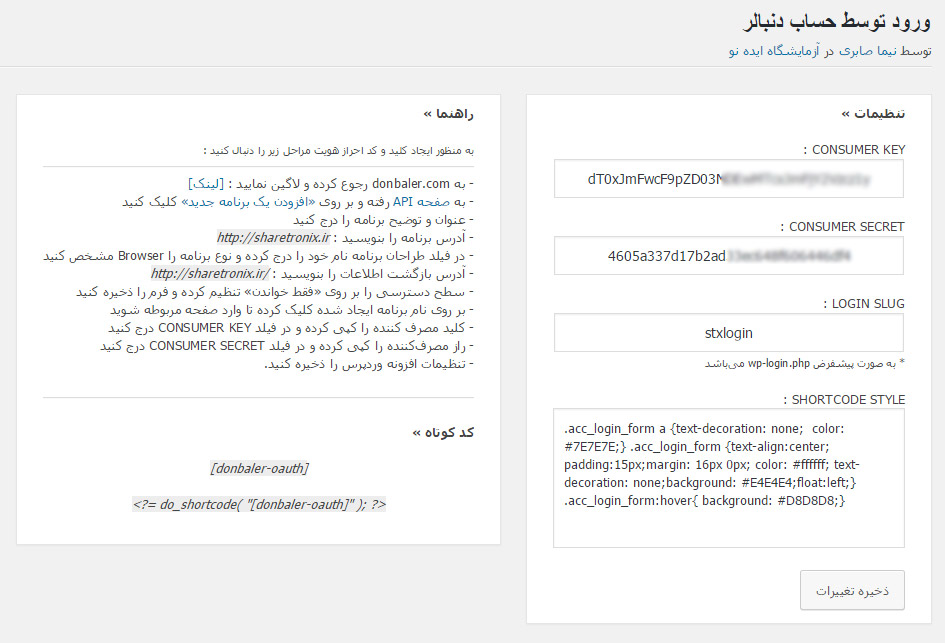 ورود توسط حساب دنبالر
توسط نیما صابری در آزمایشگاه ایده نو
تنظیمات »
CONSUMER KEY :
dT0xJmFwcF9pZD03
CONSUMER SECRET :
4605a337d17b2ad
LOGIN SLUG :
stxlogin
* به صورت پیشفرض wp-login.php می‌باشد
SHORTCODE STYLE :
.acc_login_form a {text-decoration: none;  color:
#7E7E7E;} .acc_login_form {text-align:center;
padding:15px;margin: 16px 0px; color: #ffffff; text-
decoration: none;background: #E4E4E4;float:left;}
.acc_login_form:hover{ background: #D8D8D8;}
ذخیره تغییرات
راهنما »
به منظور ایجاد کلید و کد احراز هویت مراحل زیر را دنبال کنید :
- به donbaler.com رجوع کرده و لاگین نمایید : [لینک]
- به صفحه API رفته و بر روی «افزودن یک برنامه جدید» کلیک کنید
- عنوان و توضیح برنامه را درج کنید
- آدرس برنامه را بنویسید : http://sharetronix.ir
- در فیلد طراحان برنامه نام خود را درج کرده و نوع برنامه را Browser مشخص کنید
- آدرس بازگشت اطلاعات را بنویسید : http://sharetronix.ir/
- سطح دسترسی را بر روی «فقط خواندن» تنظیم کرده و فرم را ذخیره کنید
- بر روی نام برنامه ایجاد شده کلیک کرده تا وارد صفحه مربوطه شوید
- کلید مصرف کننده را کپی کرده و در فیلد CONSUMER KEY درج کنید
- راز مصرف‌کننده را کپی کرده و در فیلد CONSUMER SECRET درج کنید
- تنظیمات افزونه وردپرس را ذخیره کنید.
کد کوتاه »
[donbaler-oauth]
<?= do_shortcode( "[donbaler-oauth]" ); ?>